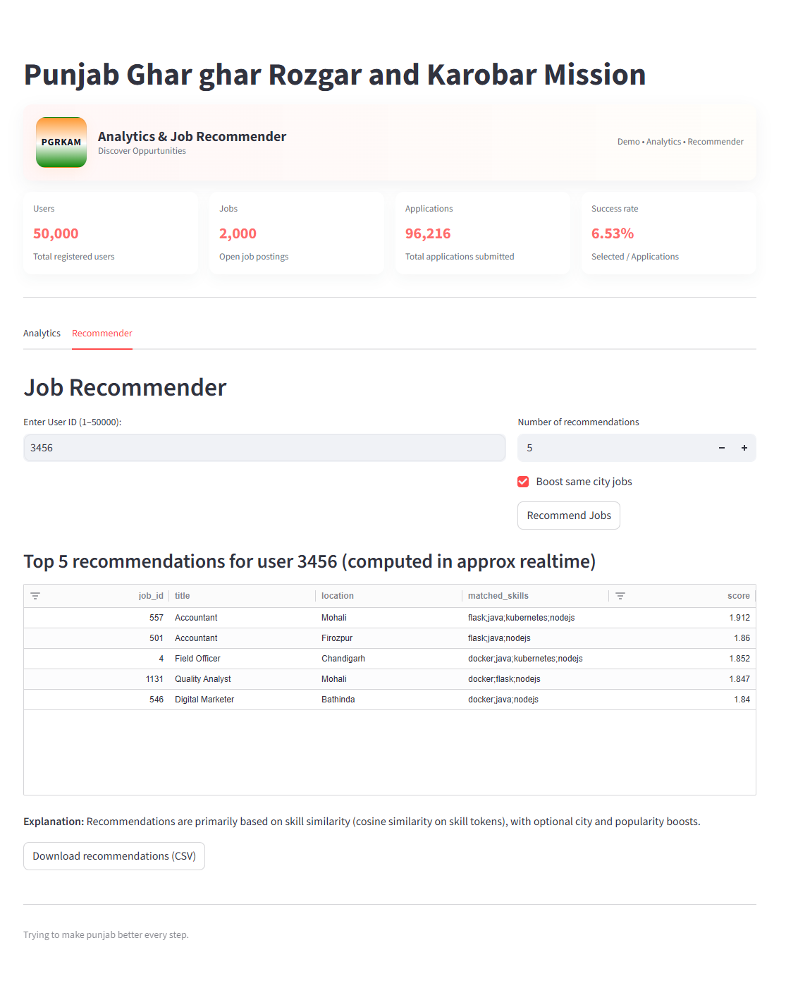 Punjab Ghar ghar Rozgar and Karobar Mission
PGRKAM
Analytics & Job Recommender
Discover Oppurtunities
Demo • Analytics • Recommender
Users
50,000
Total registered users
Jobs
2,000
Open job postings
Applications
96,216
Total applications submitted
Success rate
6.53%
Selected / Applications
Analytics Recommender
Job Recommender
Enter User ID (1–50000):
3456
Number of recommendations
5 − +
Boost same city jobs
Recommend Jobs
Top 5 recommendations for user 3456 (computed in approx realtime)
job_id title location matched_skills score
557 Accountant Mohali flask;java;kubernetes;nodejs 1.912
501 Accountant Firozpur flask;java;nodejs 1.86
4 Field Officer Chandigarh docker;java;kubernetes;nodejs 1.852
1131 Quality Analyst Mohali docker;flask;nodejs 1.847
546 Digital Marketer Bathinda docker;java;nodejs 1.84
Explanation: Recommendations are primarily based on skill similarity (cosine similarity on skill tokens), with optional city and popularity boosts.
Download recommendations (CSV)
Trying to make punjab better every step.